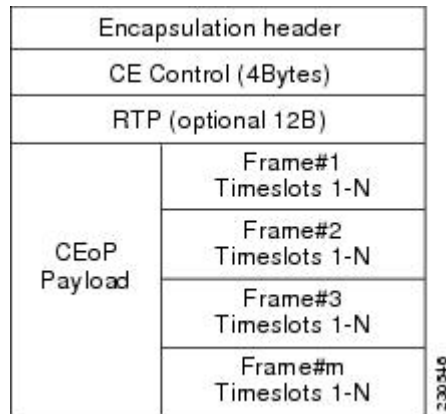 Encapsulation header
CE Control (4Bytes)
RTP (optional 12B)
CEoP
Payload
Frame#1
Timeslots 1-N
Frame#2
Timeslots 1-N
Frame#3
Timeslots 1-N
Frame#m
Timeslots 1-N